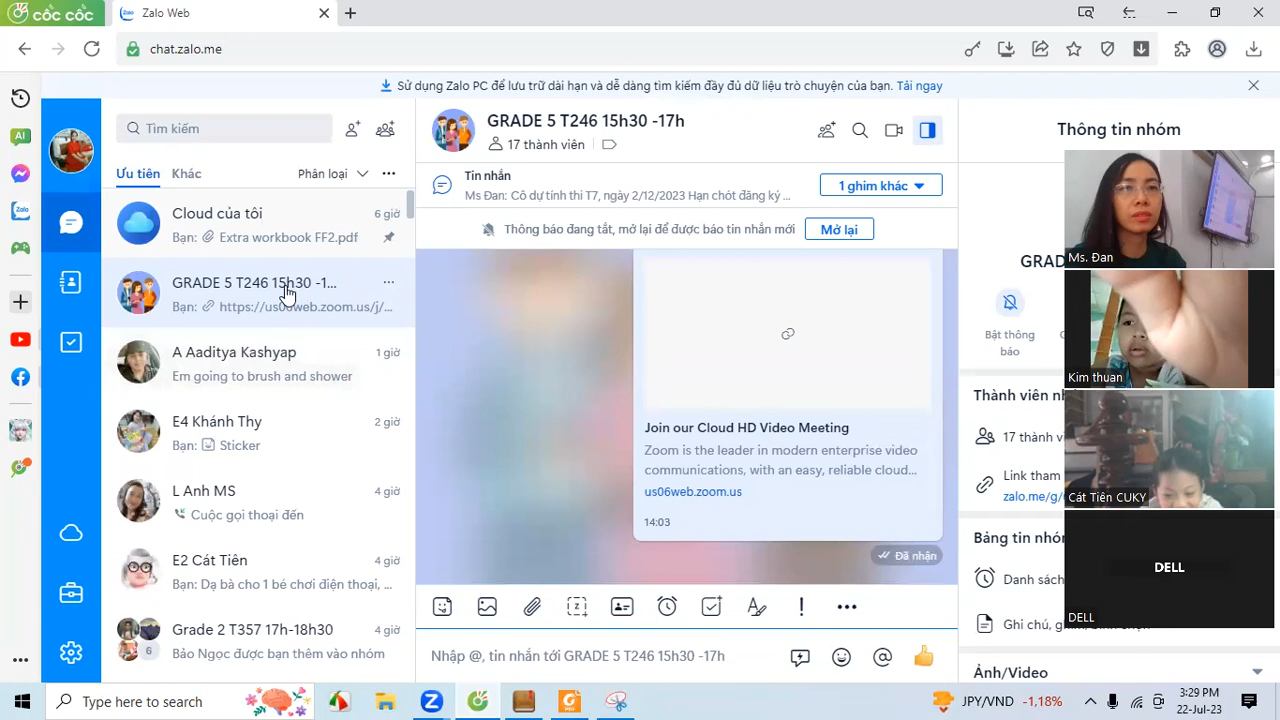 CỐC CỐC
Zalo Web
chat.zalo.me
Sử dụng Zalo PC để lưu trữ dài hạn và dễ dàng tìm kiếm đầy đủ dữ liệu trò chuyện của bạn. Tải ngay
Tìm kiếm
Ưu tiên
Khác
Phân loại
Cloud của tôi
6 giờ
Bạn: Extra workbook FF2.pdf
GRADE 5 T246 15h30 -1...
Bạn: https://us06web.zoom.us/j/...
A Aaditya Kashyap
1 giờ
Em going to brush and shower
E4 Khánh Thy
2 giờ
Bạn: Sticker
L Anh MS
4 giờ
Cuộc gọi thoại đến
E2 Cát Tiên
4 giờ
Bạn: Dạ bà cho 1 bé chơi điện thoại, ...
Grade 2 T357 17h-18h30
4 giờ
6
Bảo Ngọc được bạn thêm vào nhóm
AI
Zalo
GRADE 5 T246 15h30 -17h
17 thành viên
Tin nhắn
Ms Đan: Cô dự tính thi T7, ngày 2/12/2023 Hạn chót đăng ký ...
1 ghim khác
Thông báo đang tắt, mở lại để được báo tin nhắn mới
Mở lại
Join our Cloud HD Video Meeting
Zoom is the leader in modern enterprise video
communications, with an easy, reliable cloud...
us06web.zoom.us
14:03
Đã nhận
Nhập @, tin nhắn tới GRADE 5 T246 15h30 -17h
Thông tin nhóm
GRAD
Bật thông
báo
Thành viên n
17 thành v
Link tham
zalo.me/g/
Bảng tin nhón
Danh sách
Ghi chú, ghim, bình chọn
Ảnh/Video
Ms. Đan
Kim thuan
Cát Tiên CUKY
DELL
DELL
Type here to search
JPY/VND -1,18%
3:29 PM
22-Jul-23